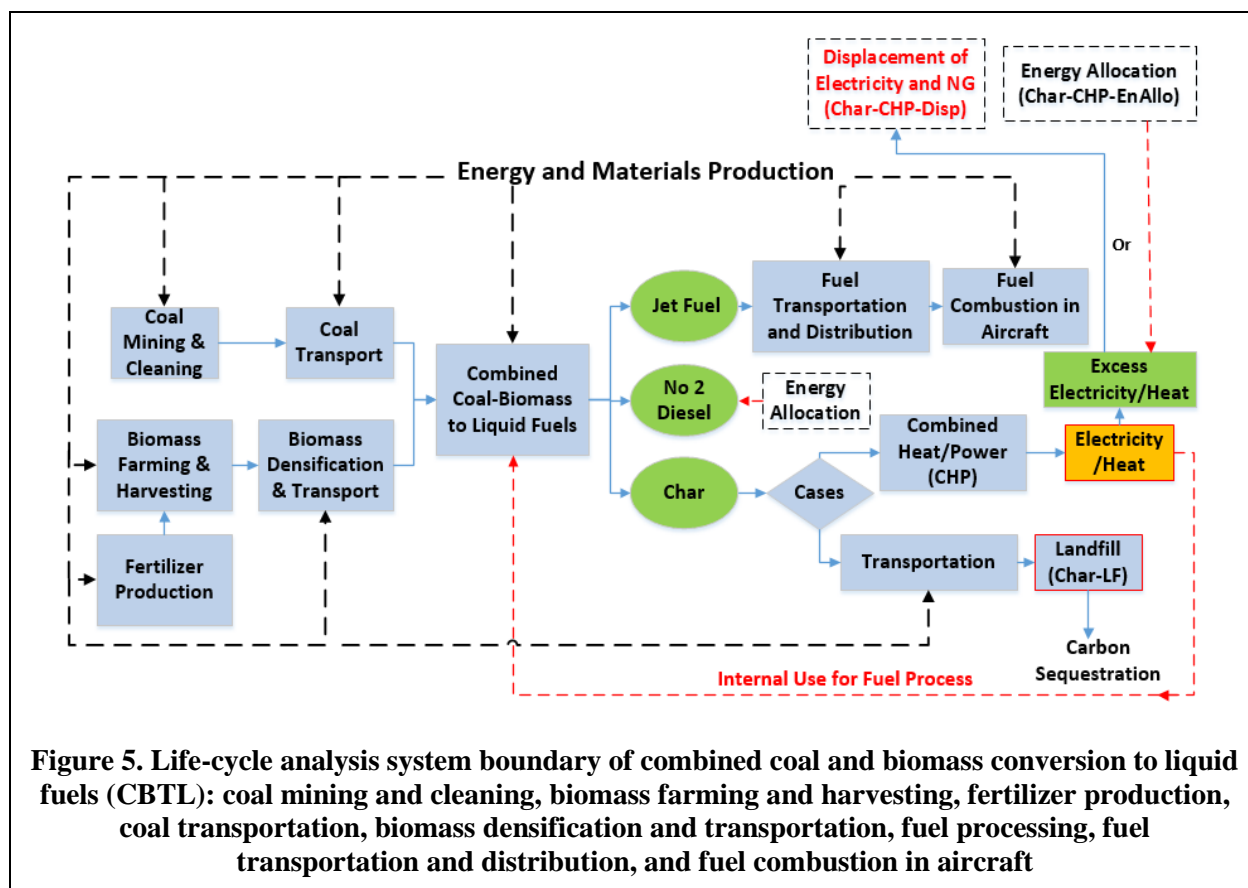 Displacement of
Electricity and NG
(Char-CHP-Disp)
Energy Allocation
(Char-CHP-EnAllo)
Energy and Materials Production
Or
Coal
Mining &
Cleaning
Coal
Transport
Combined
Coal-Biomass
to Liquid Fuels
Jet Fuel
Fuel
Transportation
and Distribution
Fuel
Combustion in
Aircraft
No 2
Diesel
Energy
Allocation
Excess
Electricity/Heat
Biomass
Farming &
Harvesting
Biomass
Densification
& Transport
Char
Cases
Combined
Heat/Power
(CHP)
Electricity
/Heat
Fertilizer
Production
Transportation
Landfill
(Char-LF)
Carbon
Sequestration
Internal Use for Fuel Process
Figure 5. Life-cycle analysis system boundary of combined coal and biomass conversion to liquid
fuels (CBTL): coal mining and cleaning, biomass farming and harvesting, fertilizer production,
coal transportation, biomass densification and transportation, fuel processing, fuel
transportation and distribution, and fuel combustion in aircraft